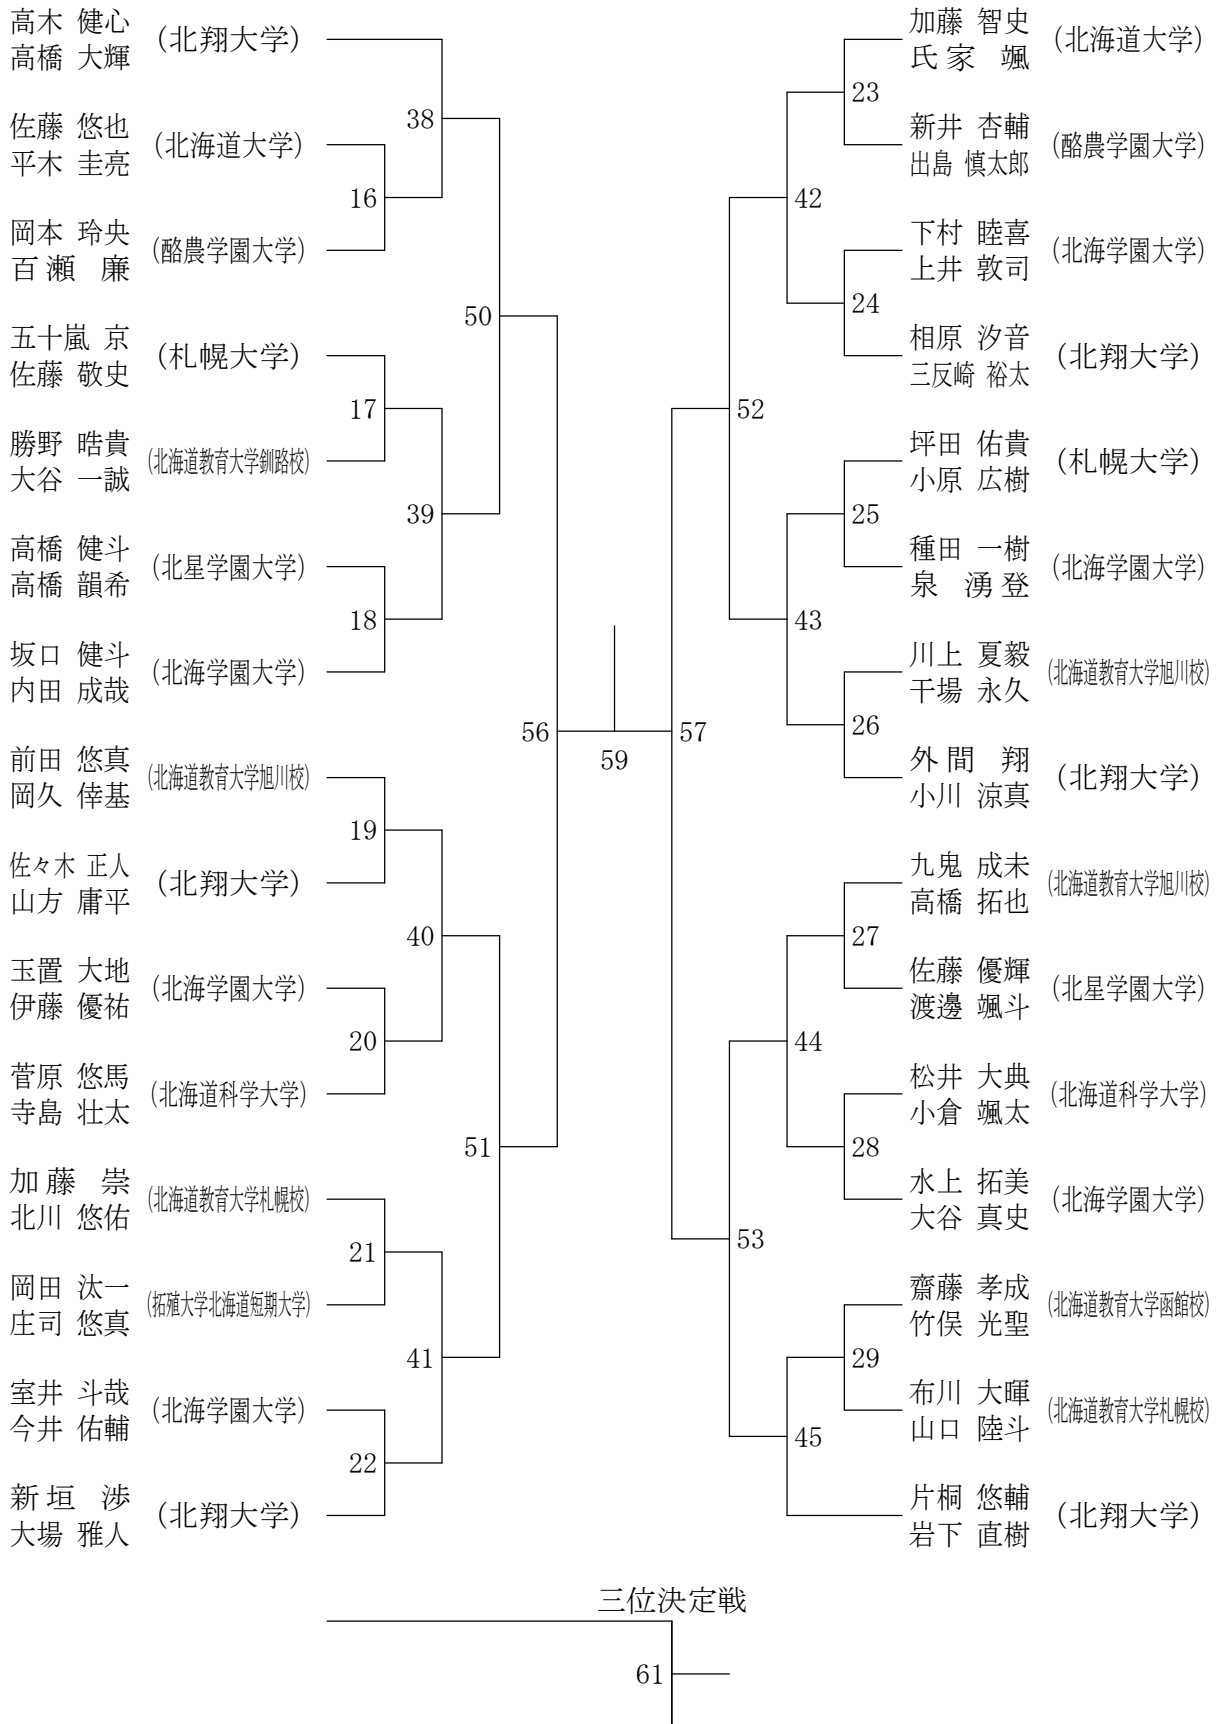 高木 健心
高橋 大輝
(北翔大学)
38
佐藤 悠也
平木 圭亮
(北海道大学)
16
岡本 玲央
百瀬 廉
(酪農学園大学)
50
五十嵐 京
佐藤 敬史
(札幌大学)
17
勝野 晧貴
大谷 一誠
(北海道教育大学釧路校)
39
高橋 健斗
高橋 韻希
(北星学園大学)
18
坂口 健斗
内田 成哉
(北海学園大学)
56
前田 悠真
岡久 倖基
(北海道教育大学旭川校)
19
佐々木 正人
山方 庸平
(北翔大学)
40
玉置 大地
伊藤 優祐
(北海学園大学)
20
菅原 悠馬
寺島 壮太
(北海道科学大学)
51
加藤 崇
北川 悠佑
(北海道教育大学札幌校)
21
岡田 汰一
庄司 悠真
(拓殖大学北海道短期大学)
41
室井 斗哉
今井 佑輔
(北海学園大学)
22
新垣 渉
大場 雅人
(北翔大学)
59
加藤 智史
氏家 颯
(北海道大学)
23
新井 杏輔
出島 慎太郎
(酪農学園大学)
42
下村 睦喜
上井 敦司
(北海学園大学)
24
相原 汐音
三反崎 裕太
(北翔大学)
52
坪田 佑貴
小原 広樹
(札幌大学)
25
種田 一樹
泉 湧登
(北海学園大学)
43
川上 夏毅
干場 永久
(北海道教育大学旭川校)
26
外間 翔
小川 涼真
(北翔大学)
57
九鬼 成未
高橋 拓也
(北海道教育大学旭川校)
27
佐藤 優輝
渡邊 颯斗
(北星学園大学)
44
松井 大典
小倉 颯太
(北海道科学大学)
28
水上 拓美
大谷 真史
(北海学園大学)
53
齋藤 孝成
竹俣 光聖
(北海道教育大学函館校)
29
布川 大暉
山口 陸斗
(北海道教育大学札幌校)
45
片桐 悠輔
岩下 直樹
(北翔大学)
三位決定戦
61